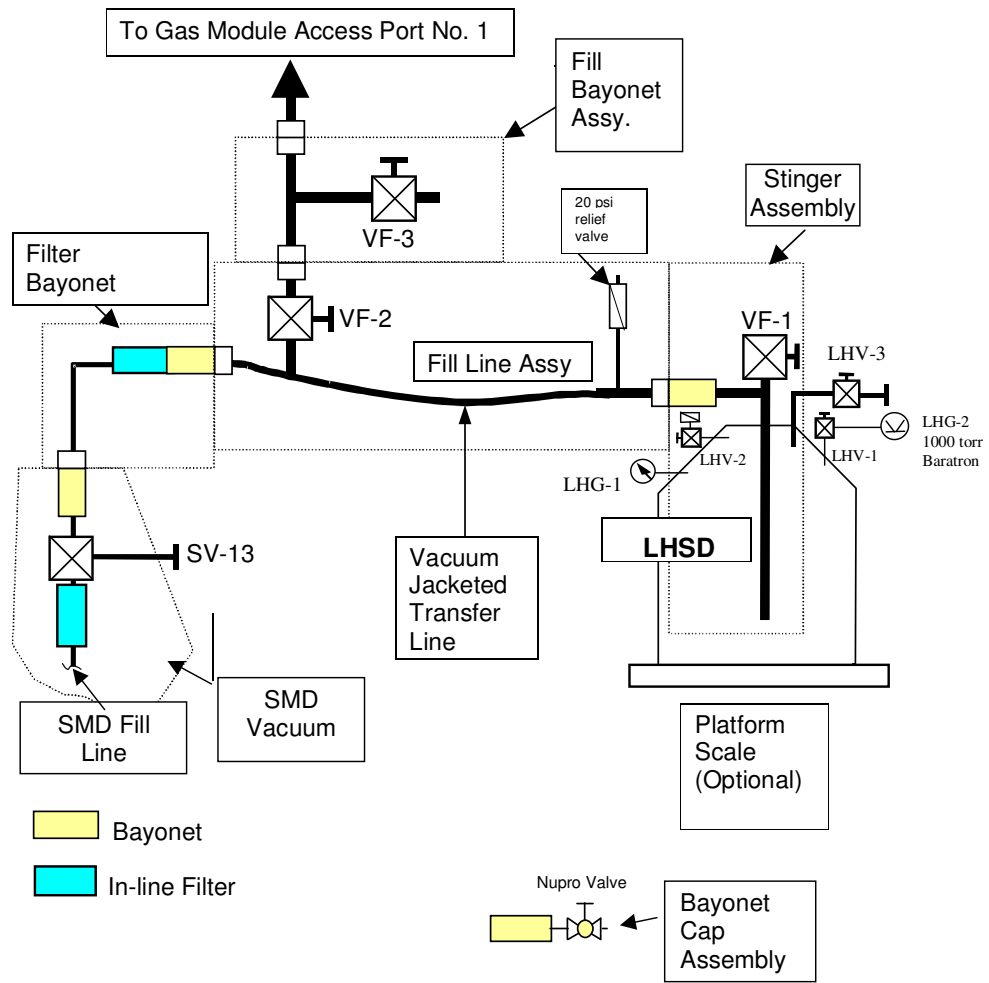 To Gas Module Access Port No. 1
Fill
Bayonet
Assy.
Stinger
Assembly
20 psi
relief
valve
VF-3
Filter
Bayonet
VF-2
VF-1
LHV-3
Fill Line Assy
LHG-2
1000 torr
Baratron
LHV-2
LHV-1
LHG-1
LHSD
SV-13
Vacuum
Jacketed
Transfer
Line
SMD Fill
Line
SMD
Vacuum
Platform
Scale
(Optional)
Bayonet
In-line Filter
Nupro Valve
Bayonet
Cap
Assembly